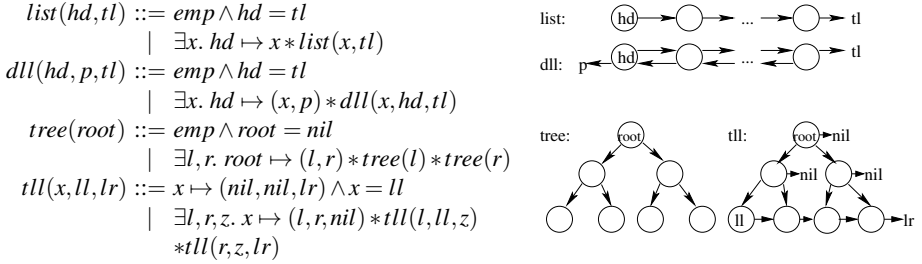 list(hd,tl) ::= emp ∧ hd = tl
| ∃x. hd ↦ x ∗ list(x,tl)
dll(hd, p,tl) ::= emp ∧ hd = tl
| ∃x. hd ↦ (x, p) ∗ dll(x,hd,tl)
tree(root) ::= emp ∧ root = nil
| ∃l,r. root ↦ (l,r) ∗ tree(l) ∗ tree(r)
tll(x,ll,lr) ::= x ↦ (nil,nil,lr) ∧ x = ll
| ∃l,r,z. x ↦ (l,r,nil) ∗ tll(l,ll,z)
∗tll(r,z,lr)
list: hd ... tl
dll: p hd ... tl
tree: root
tll: root nil
nil nil
ll lr